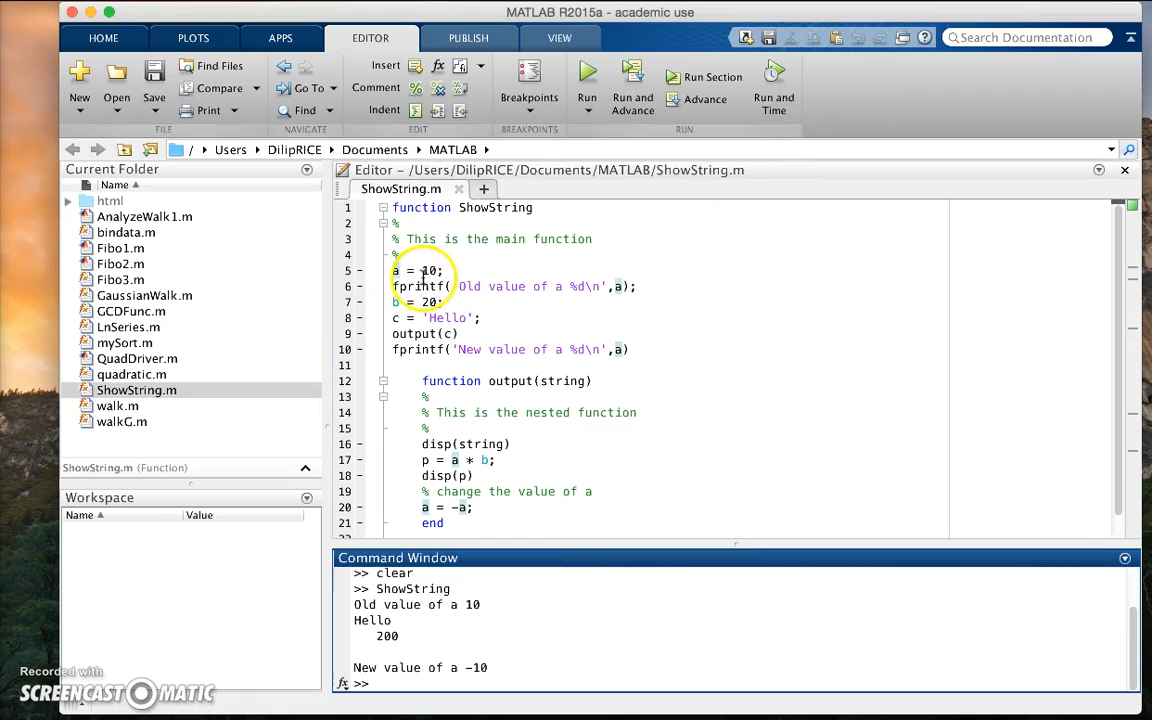 MATLAB R2015a - academic use
HOME PLOTS APPS EDITOR PUBLISH VIEW Search Documentation
New Open Save Find Files Compare Print
Go To Find
Insert Comment Indent
Breakpoints
Run Run and Advance Run Section Advance Run and Time
FILE NAVIGATE EDIT BREAKPOINTS RUN
/ Users DilipRICE Documents MATLAB
Current Folder
Name
html
AnalyzeWalk1.m
bindata.m
Fibo1.m
Fibo2.m
Fibo3.m
GaussianWalk.m
GCDFunc.m
LnSeries.m
mySort.m
QuadDriver.m
quadratic.m
ShowString.m
walk.m
walkG.m
ShowString.m (Function)
Workspace
Name Value
Editor - /Users/DilipRICE/Documents/MATLAB/ShowString.m
ShowString.m
1 function ShowString
2 %
3 % This is the main function
4 %
5 a = 10;
6 fprintf('Old value of a %d\n',a);
7 b = 20;
8 c = 'Hello';
9 output(c)
10 fprintf('New value of a %d\n',a)
11
12 function output(string)
13 %
14 % This is the nested function
15 %
16 disp(string)
17 p = a * b;
18 disp(p)
19 % change the value of a
20 a = -a;
21 end
Command Window
>> clear
>> ShowString
Old value of a 10
Hello
200
New value of a -10
fx >>
Recorded with
SCREENCAST-O-MATIC